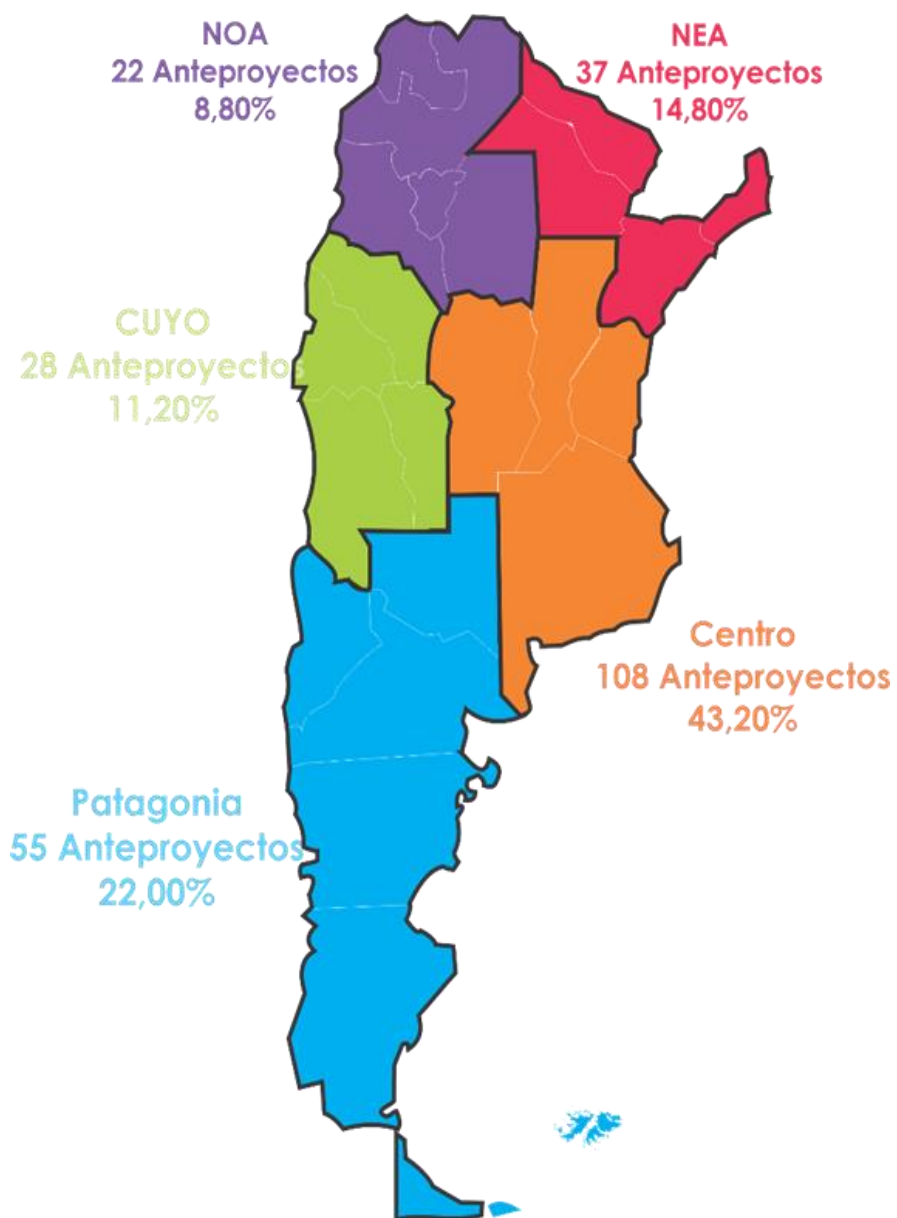 NOA
22 Anteproyectos
8,80%
NEA
37 Anteproyectos
14,80%
CUYO
28 Anteproyectos
11,20%
Centro
108 Anteproyectos
43,20%
Patagonia
55 Anteproyectos
22,00%